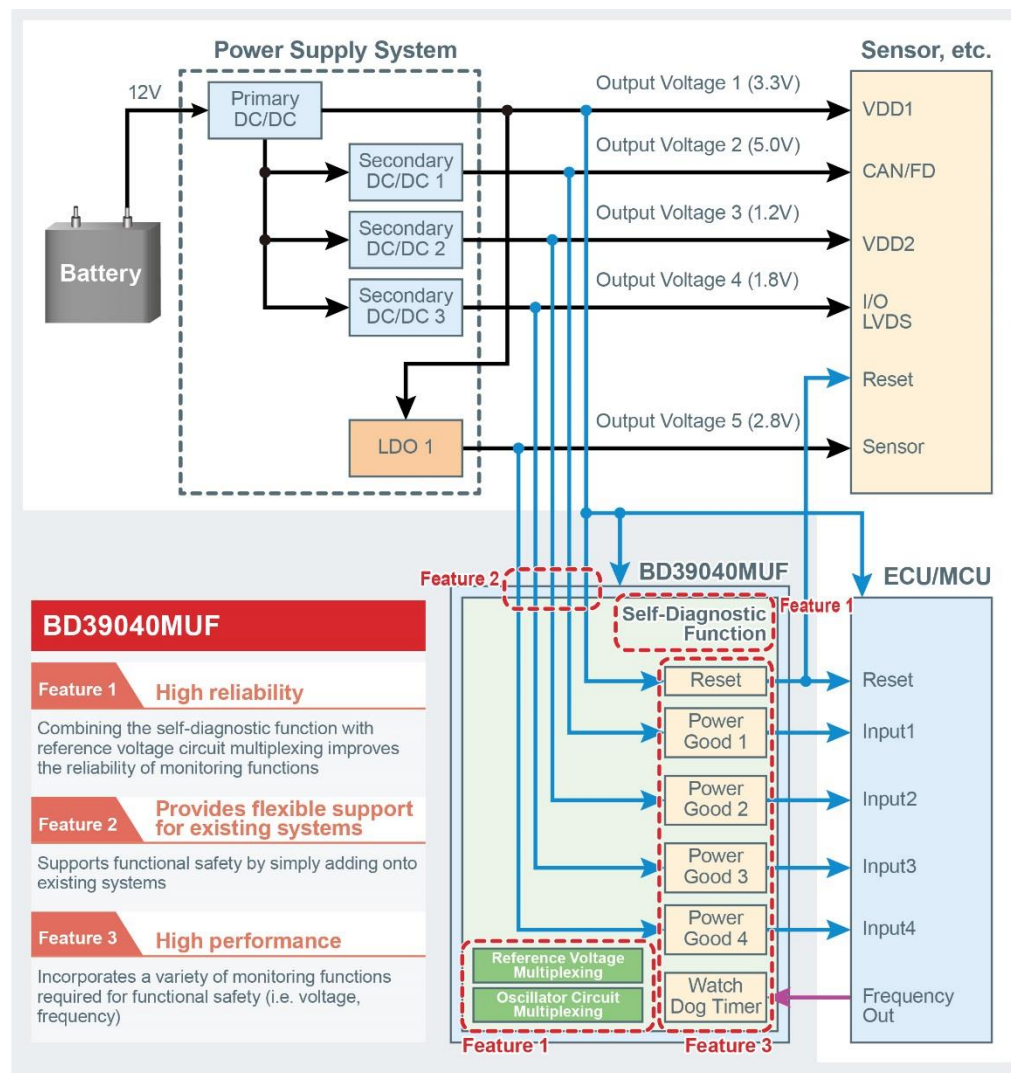 Power Supply System
Sensor, etc.
12V
Primary
DC/DC
Output Voltage 1 (3.3V)
VDD1
Secondary
DC/DC 1
Output Voltage 2 (5.0V)
CAN/FD
Secondary
DC/DC 2
Output Voltage 3 (1.2V)
VDD2
Battery
Secondary
DC/DC 3
Output Voltage 4 (1.8V)
I/O
LVDS
Reset
LDO 1
Output Voltage 5 (2.8V)
Sensor
Feature 2
BD39040MUF
ECU/MCU
Self-Diagnostic
Function
Feature 1
Reset
Reset
Power
Good 1
Input1
Power
Good 2
Input2
Power
Good 3
Input3
Power
Good 4
Input4
Reference Voltage
Multiplexing
Oscillator Circuit
Multiplexing
Watch
Dog Timer
Frequency
Out
Feature 1
Feature 3
BD39040MUF
Feature 1
High reliability
Combining the self-diagnostic function with
reference voltage circuit multiplexing improves
the reliability of monitoring functions
Feature 2
Provides flexible support
for existing systems
Supports functional safety by simply adding onto
existing systems
Feature 3
High performance
Incorporates a variety of monitoring functions
required for functional safety (i.e. voltage,
frequency)